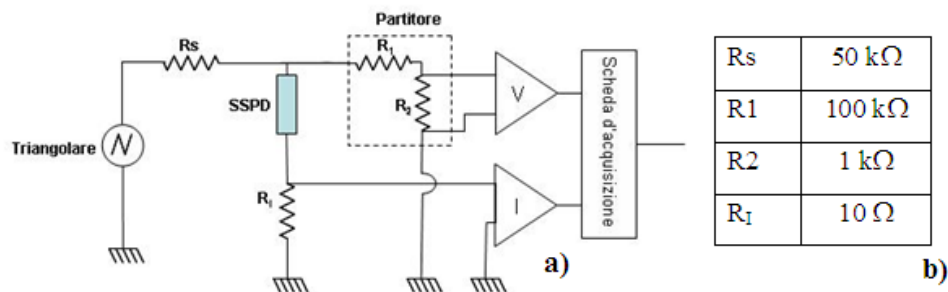 Partitore
Rs
R1
R2
SSPD
V
Triangolare
RI
I
Scheda d'acquisizione
a)
Rs 50 kΩ
R1 100 kΩ
R2 1 kΩ
RI 10 Ω
b)